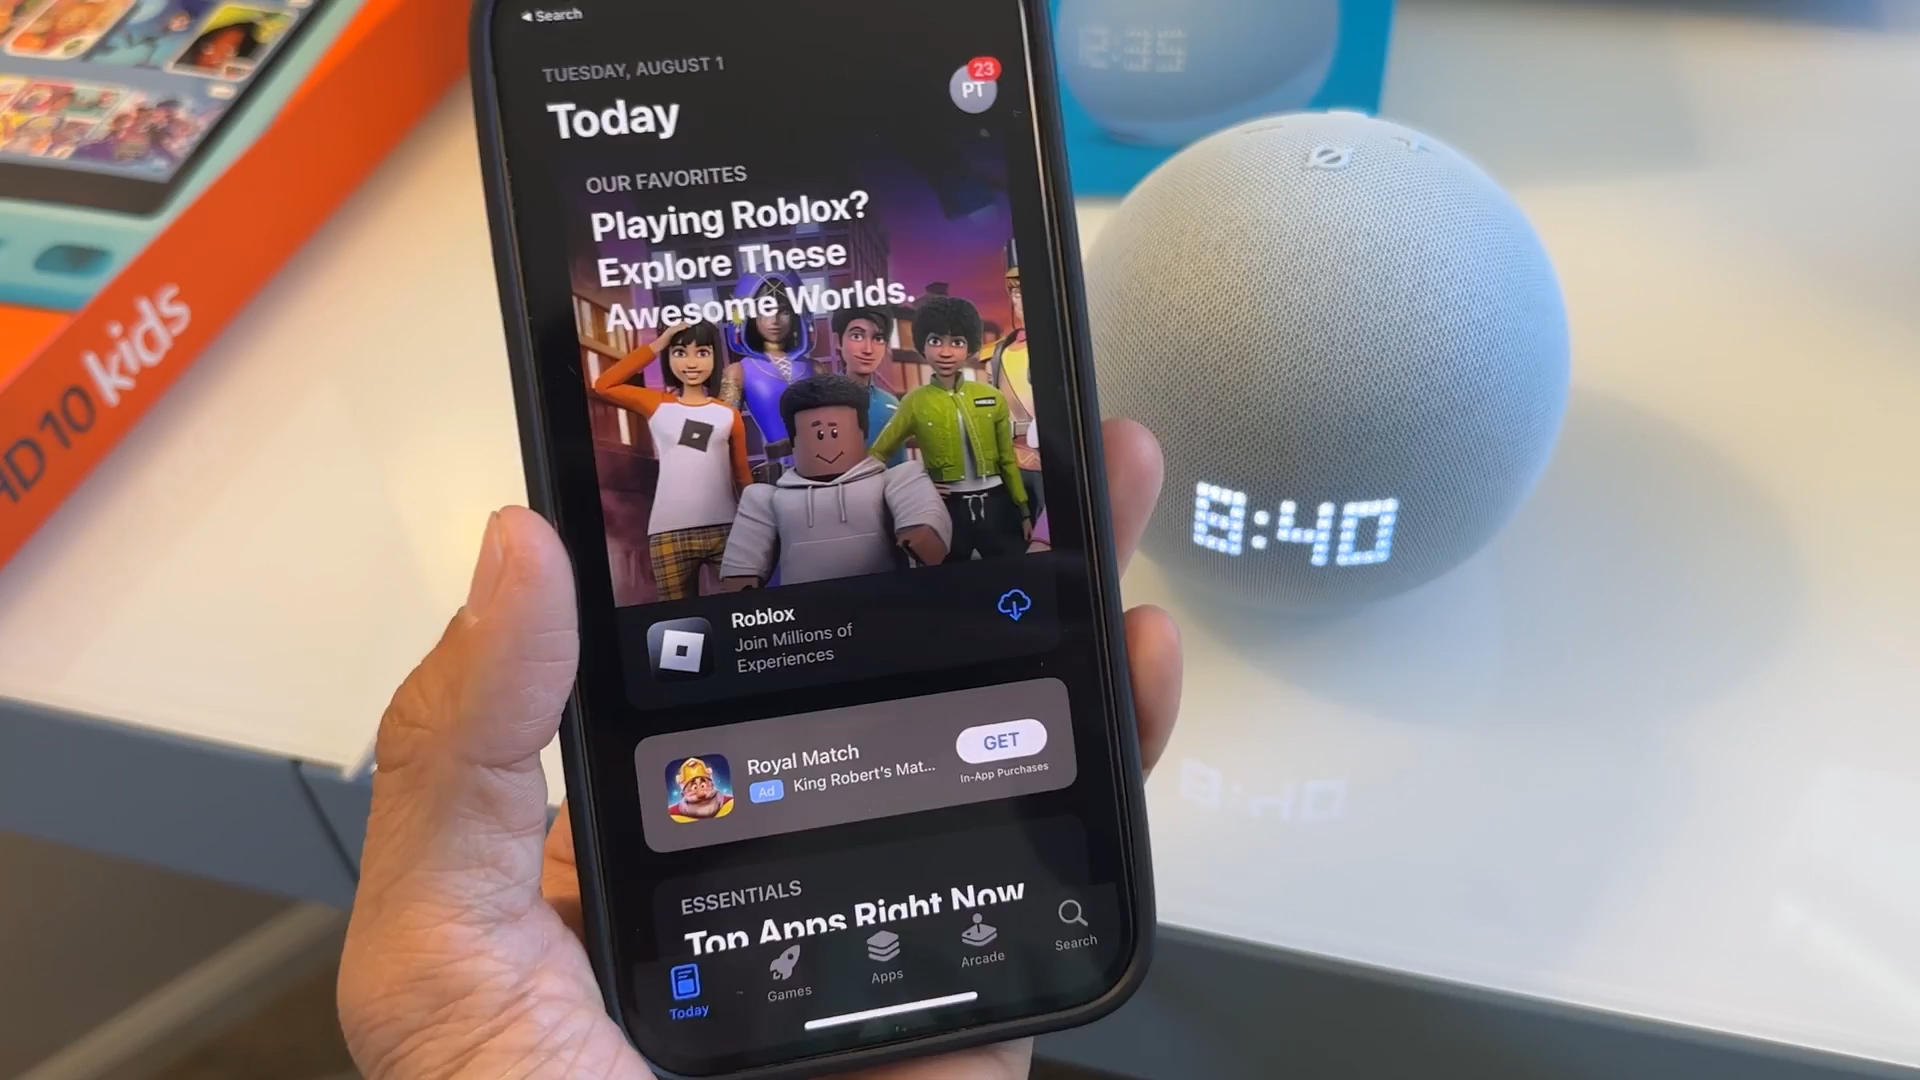 ◀ Search
TUESDAY, AUGUST 1
Today
PT
23
OUR FAVORITES
Playing Roblox?
Explore These
Awesome Worlds.
Roblox
Join Millions of
Experiences
Royal Match
Ad King Robert's Mat...
GET
In-App Purchases
ESSENTIALS
Top Apps Right Now
Today
Games
Apps
Arcade
Search
HD 10 kids
8:40